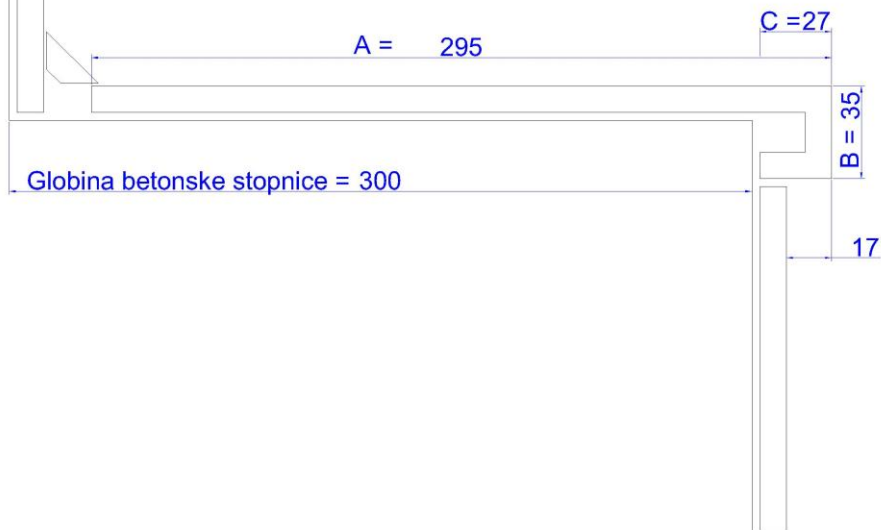 C =27
A = 295
B = 35
Globina betonske stopnice = 300
17